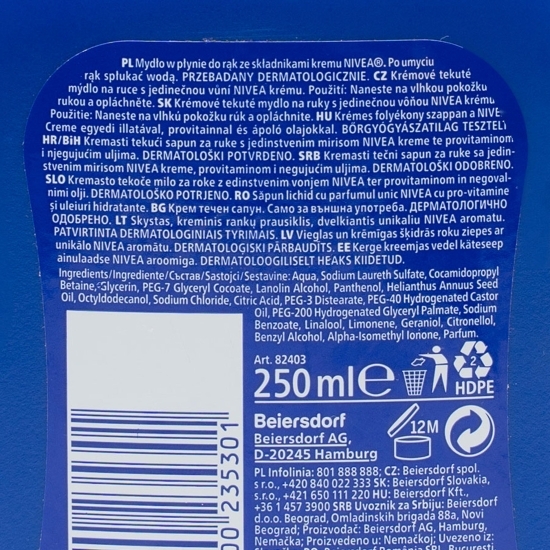 PL Mydło w płynie do rąk ze składnikami kremu NIVEA®. Po umyciu
rąk spłukać wodą. PRZEBADANY DERMATOLOGICZNIE. CZ Krémové tekuté
mýdlo na ruce s jedinečnou vůní NIVEA krému. Použití: Naneste na vlhkou pokožku
rukou a opláchněte. SK Krémové tekuté mydlo na ruky s jedinečnou vôňou NIVEA krému.
Použitie: Naneste na vlhkú pokožku rúk a opláchnite. HU Krémes folyékony szappan a NIVEA
Creme egyedi illatával, provitaminnal és ápoló olajokkal. BŐRGYÓGYÁSZATILAG TESZTELT
HR/BiH Kremasti tekući sapun za ruke s jedinstvenim mirisom NIVEA kreme te provitaminom
i njegujućim uljima. DERMATOLOŠKI POTVRĐENO. SRB Kremasti tečni sapun za ruke sa jedin-
stvenim mirisom NIVEA kreme, provitaminom i negujućim uljima. DERMATOLOŠKI ODOBRENO.
SLO Kremasto tekoče milo za roke z edinstvenim vonjem NIVEA ter provitaminom in negoval-
nimi olji. DERMATOLOŠKO POTRJENO. RO Săpun lichid cu parfumul unic NIVEA cu pro-vitamine
și uleiuri hidratante. BG Крем течен сапун. Само за външна употреба. ДЕРМАТОЛОГИЧНО
ОДОБРЕНО. LT Skystas, kreminis rankų prausiklis, dvelkiantis unikaliu NIVEA aromatu.
PATVIRTINTA DERMATOLOGINIAIS TYRIMAIS. LV Vieglas un krēmīgas šķidrās roku ziepes ar
unikālo NIVEA aromātu. DERMATOLOĢISKI PĀRBAUDĪTS. EE Kerge kreemjas vedel käteseep
ainulaadse NIVEA aroomiga. DERMATOLOOGILISELT HEAKS KIIDETUD.
Ingredients/Ingrediente/Състав/Sastojci/Sestavine: Aqua, Sodium Laureth Sulfate, Cocamidopropyl
Betaine, Glycerin, PEG-7 Glyceryl Cocoate, Lanolin Alcohol, Panthenol, Helianthus Annuus Seed
Oil, Octyldodecanol, Sodium Chloride, Citric Acid, PEG-3 Distearate, PEG-40 Hydrogenated Castor
Oil, PEG-200 Hydrogenated Glyceryl Palmate, Sodium
Benzoate, Linalool, Limonene, Geraniol, Citronellol,
Benzyl Alcohol, Alpha-Isomethyl Ionone, Parfum.
Art. 82403
250 ml e
2
HDPE
Beiersdorf
Beiersdorf AG,
D-20245 Hamburg
12M
PL Infolinia: 801 888 888; CZ: Beiersdorf spol.
s r.o., +420 840 022 333 SK: Beiersdorf Slovakia,
s.r.o., +421 650 111 220 HU: Beiersdorf Kft.,
+36 1 457 3900 SRB Uvoznik za Srbiju: Beiersdorf
d.o.o. Beograd, Omladinskih brigada 88a, Novi
Beograd; Proizvođač: Beiersdorf AG, Hamburg,
Nemačka; Proizvedeno u: Nemačkoj; Uvezeno iz:
00 235301